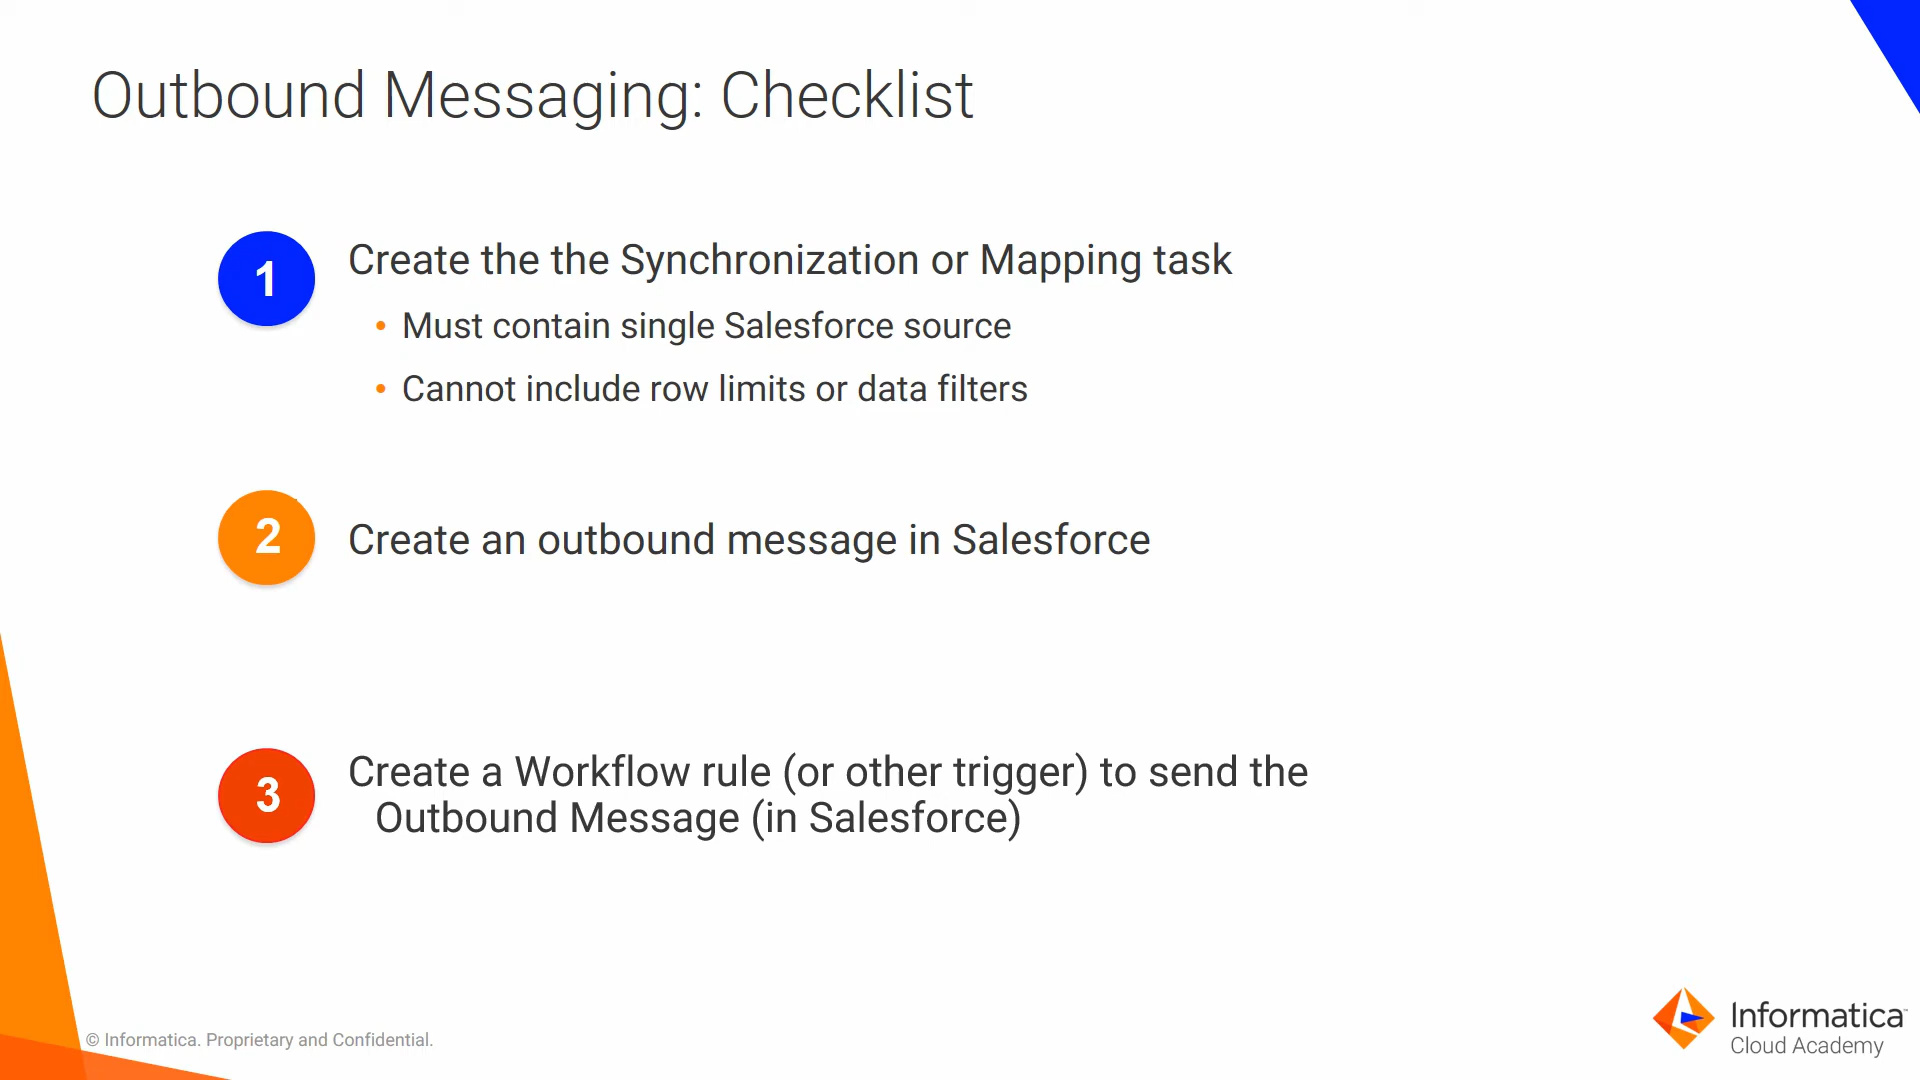 Outbound Messaging: Checklist
1
Create the the Synchronization or Mapping task
• Must contain single Salesforce source
• Cannot include row limits or data filters
2
Create an outbound message in Salesforce
3
Create a Workflow rule (or other trigger) to send the
Outbound Message (in Salesforce)
© Informatica. Proprietary and Confidential.
Informatica™
Cloud Academy